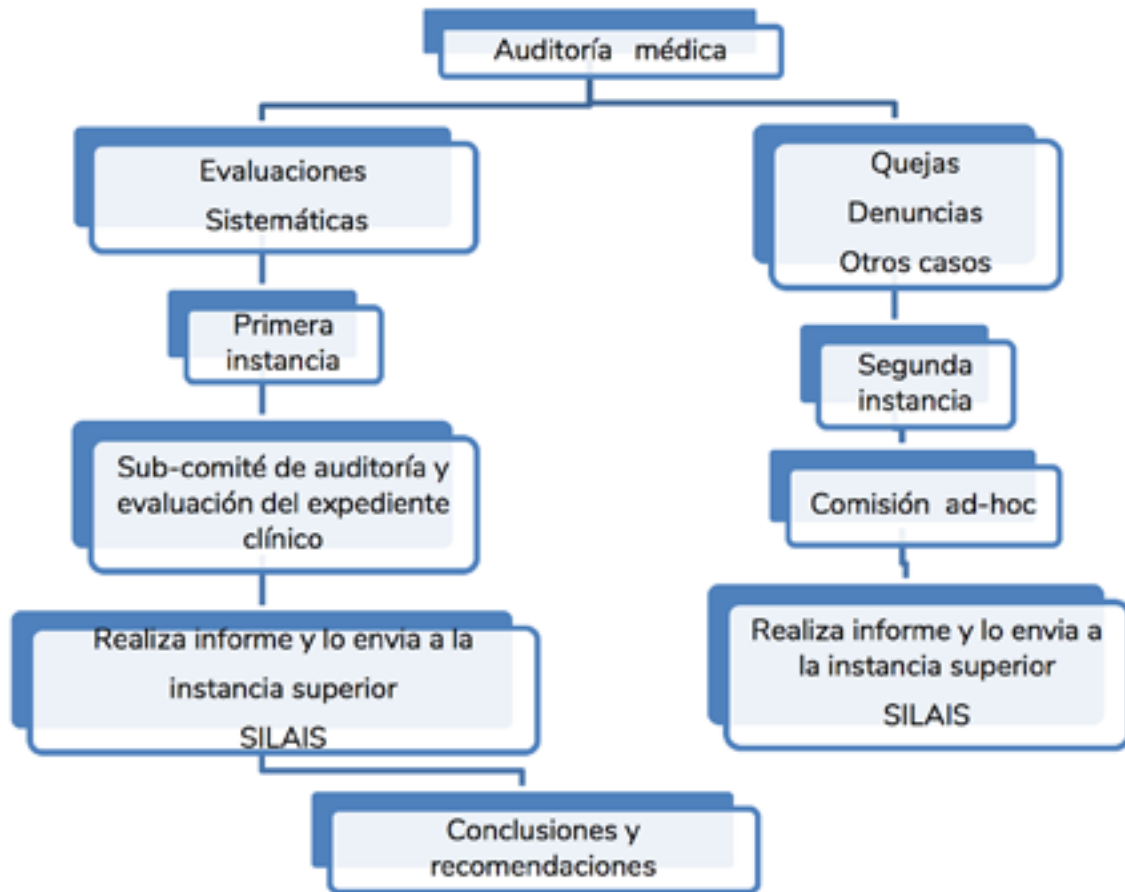 Auditoría médica
Evaluaciones
Sistemáticas
Primera
instancia
Sub-comité de auditoría y
evaluación del expediente
clínico
Realiza informe y lo envia a la
instancia superior
SILAIS
Conclusiones y
recomendaciones
Quejas
Denuncias
Otros casos
Segunda
instancia
Comisión ad-hoc
Realiza informe y lo envia a
la instancia superior
SILAIS